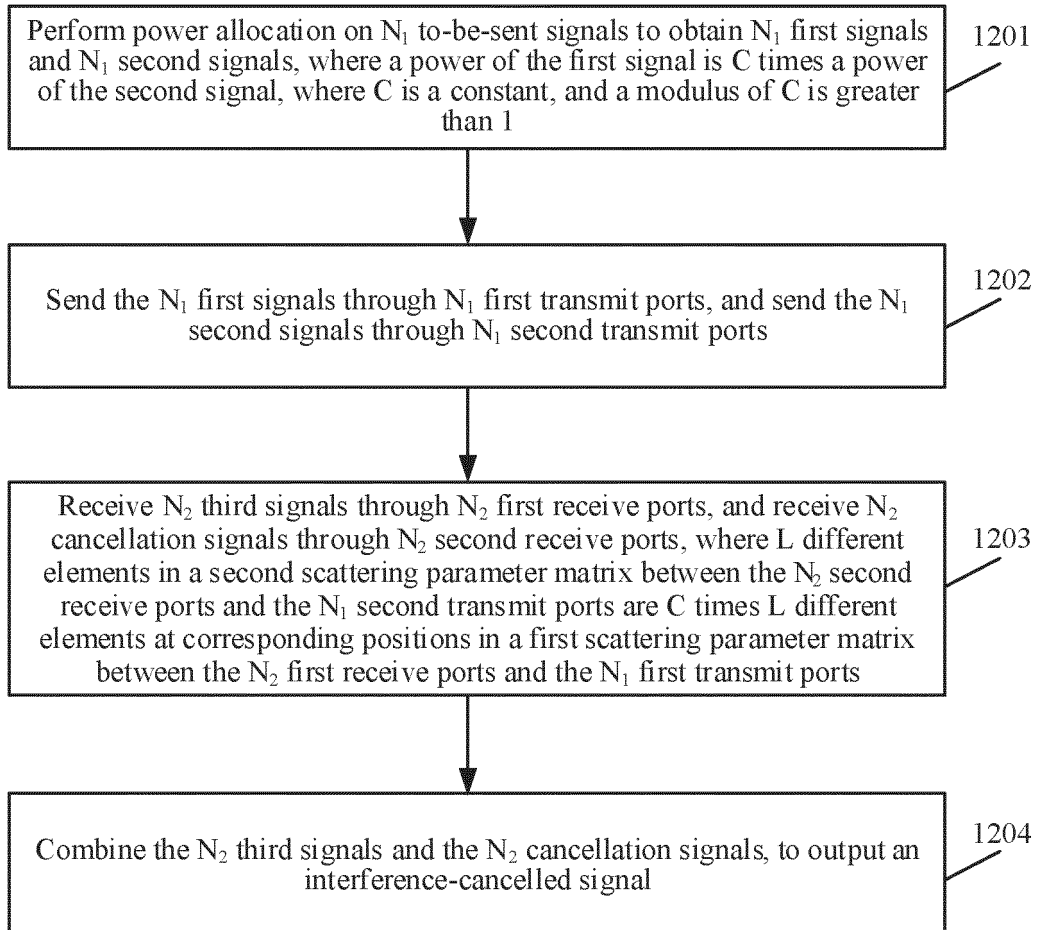 Perform power allocation on N₁ to-be-sent signals to obtain N₁ first signals
and N₁ second signals, where a power of the first signal is C times a power
of the second signal, where C is a constant, and a modulus of C is greater
than 1
1201
Send the N₁ first signals through N₁ first transmit ports, and send the N₁
second signals through N₁ second transmit ports
1202
Receive N₂ third signals through N₂ first receive ports, and receive N₂
cancellation signals through N₂ second receive ports, where L different
elements in a second scattering parameter matrix between the N₂ second
receive ports and the N₁ second transmit ports are C times L different
elements at corresponding positions in a first scattering parameter matrix
between the N₂ first receive ports and the N₁ first transmit ports
1203
Combine the N₂ third signals and the N₂ cancellation signals, to output an
interference-cancelled signal
1204